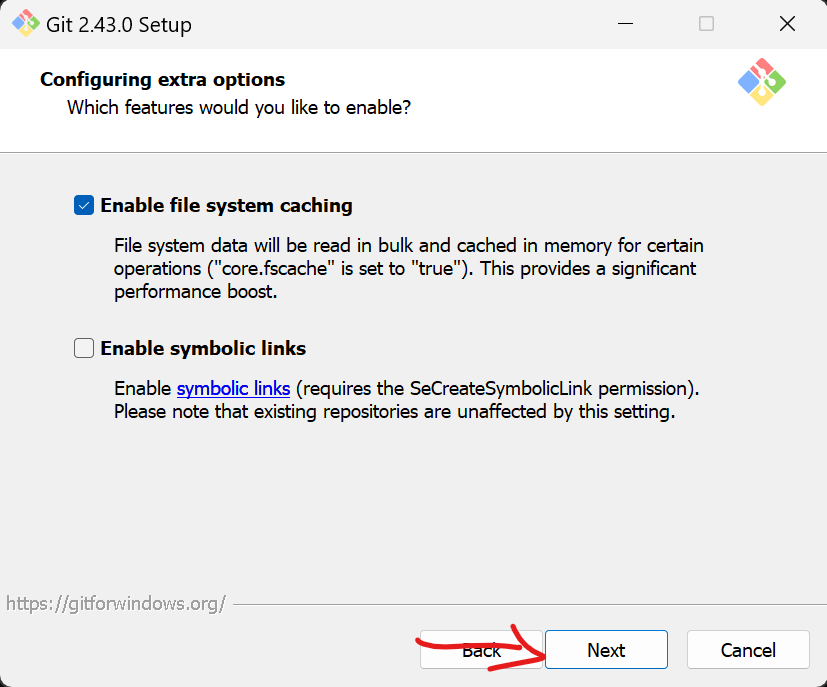 Git 2.43.0 Setup
Configuring extra options
Which features would you like to enable?
Enable file system caching
File system data will be read in bulk and cached in memory for certain
operations ("core.fscache" is set to "true"). This provides a significant
performance boost.
Enable symbolic links
Enable symbolic links (requires the SeCreateSymbolicLink permission).
Please note that existing repositories are unaffected by this setting.
https://gitforwindows.org/
Back Next Cancel